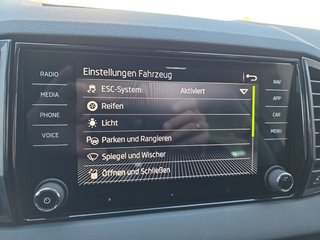 Einstellungen Fahrzeug
RADIO
MEDIA
PHONE
VOICE
ESC-System: Aktiviert
Reifen
Licht
Parken und Rangieren
Spiegel und Wischer
Öffnen und Schließen
NAV
APP
CAR
MENU